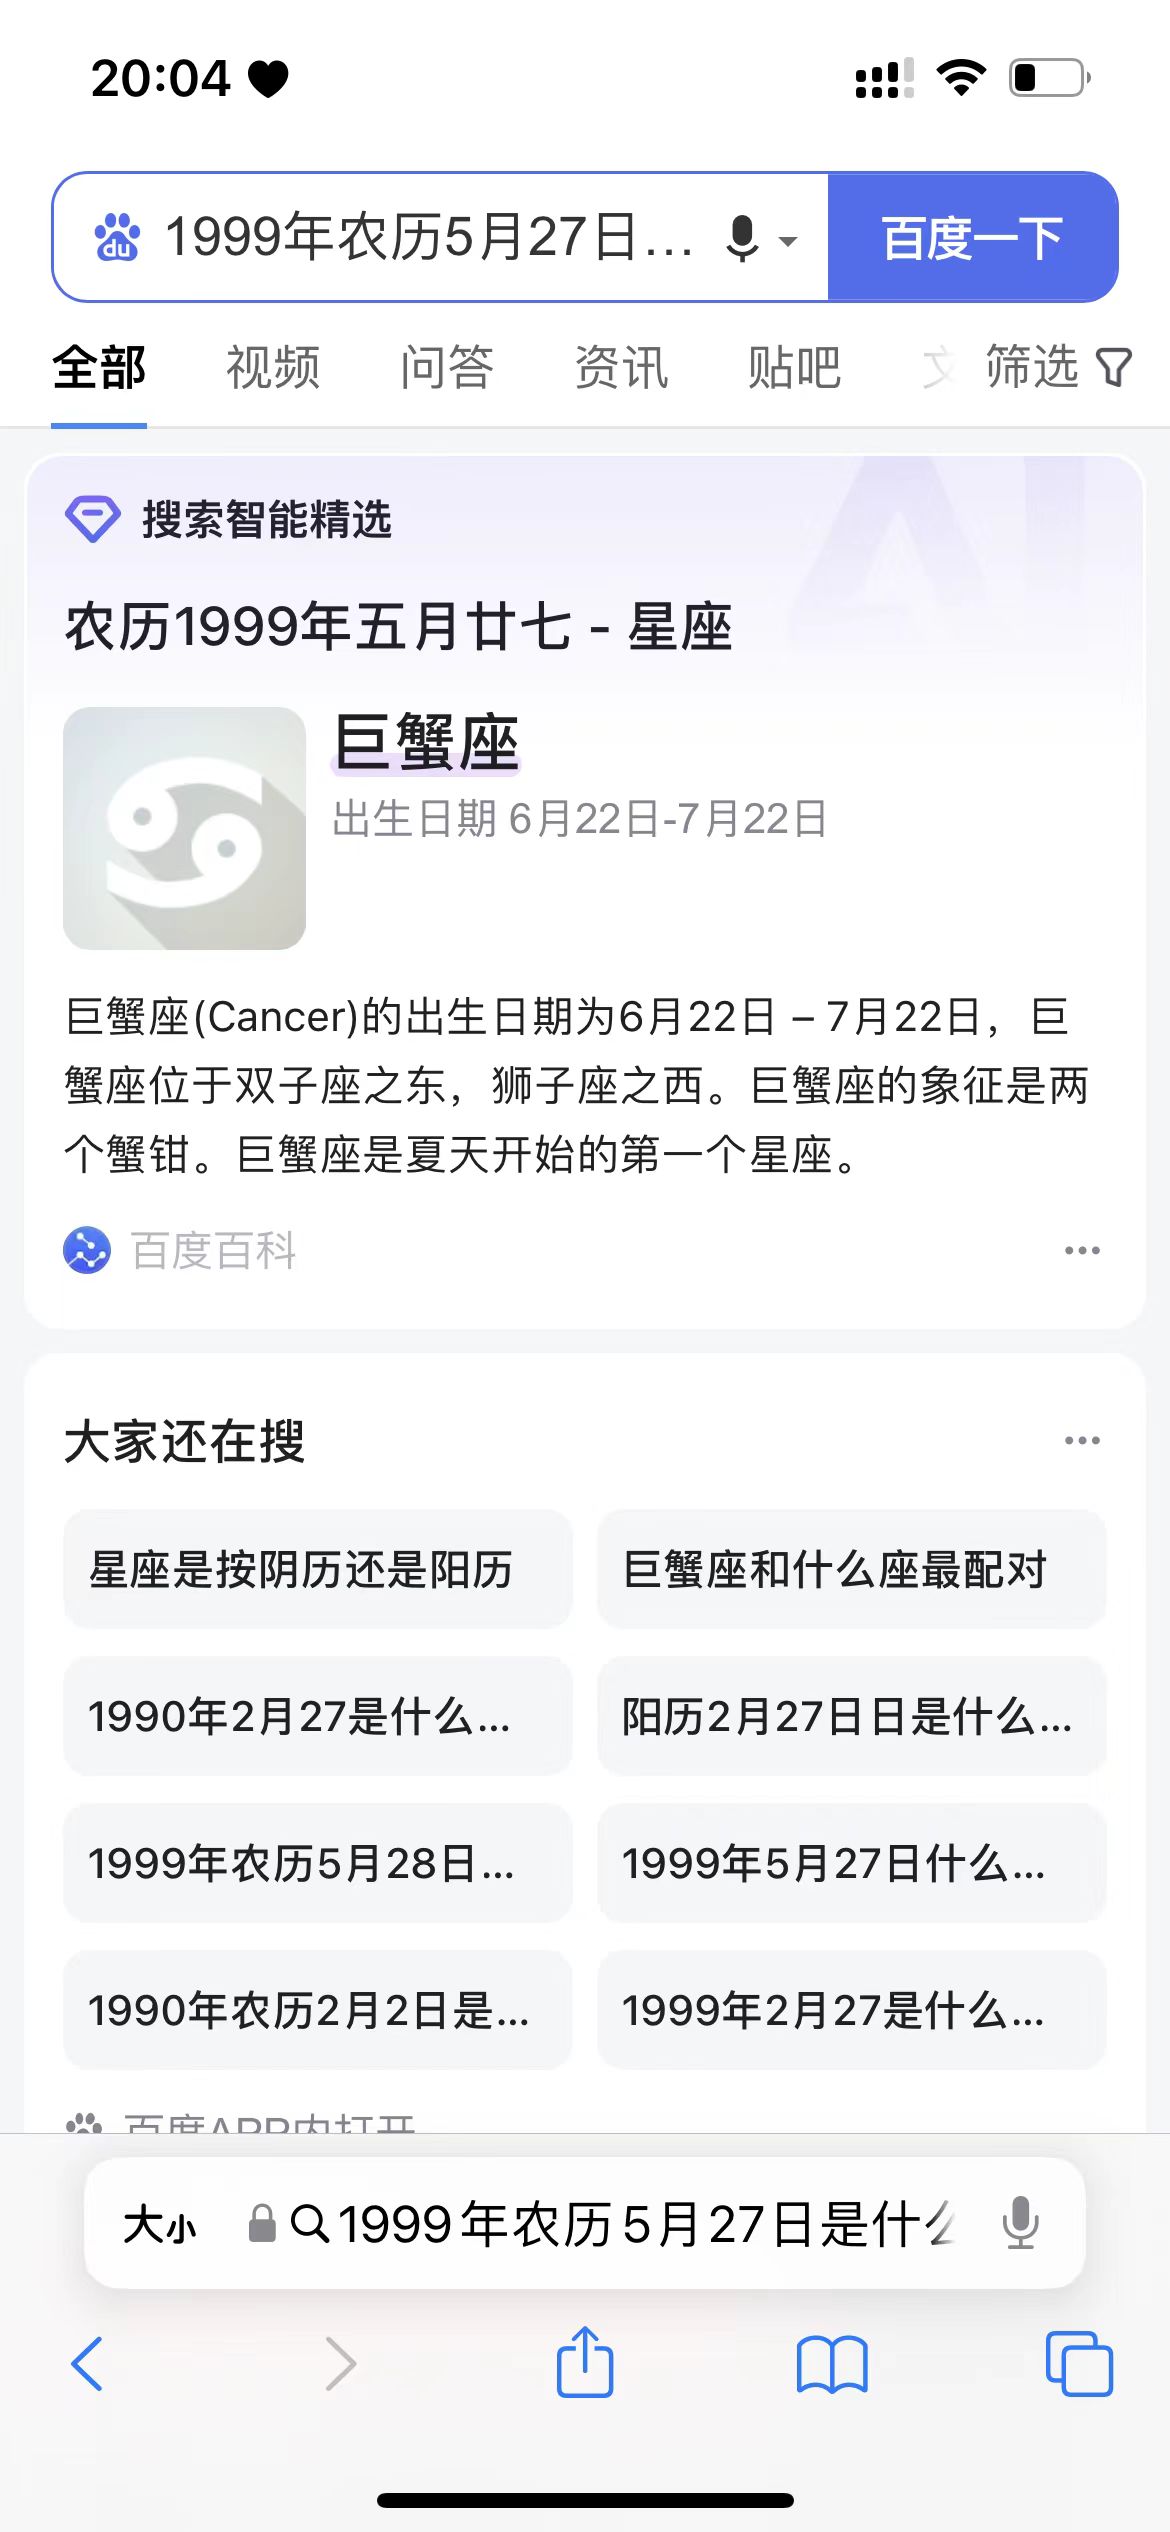 20:04
du 1999年农历5月27日... 百度一下
全部 视频 问答 资讯 贴吧 筛选
搜索智能精选
农历1999年五月廿七 - 星座
巨蟹座
出生日期 6月22日-7月22日
巨蟹座(Cancer)的出生日期为6月22日 – 7月22日，巨
蟹座位于双子座之东，狮子座之西。巨蟹座的象征是两
个蟹钳。巨蟹座是夏天开始的第一个星座。
百度百科
大家还在搜
星座是按阴历还是阳历 巨蟹座和什么座最配对
1990年2月27是什么... 阳历2月27日日是什么...
1999年农历5月28日... 1999年5月27日什么...
1990年农历2月2日是... 1999年2月27是什么...
百度APP内打开
大小 1999年农历5月27日是什么